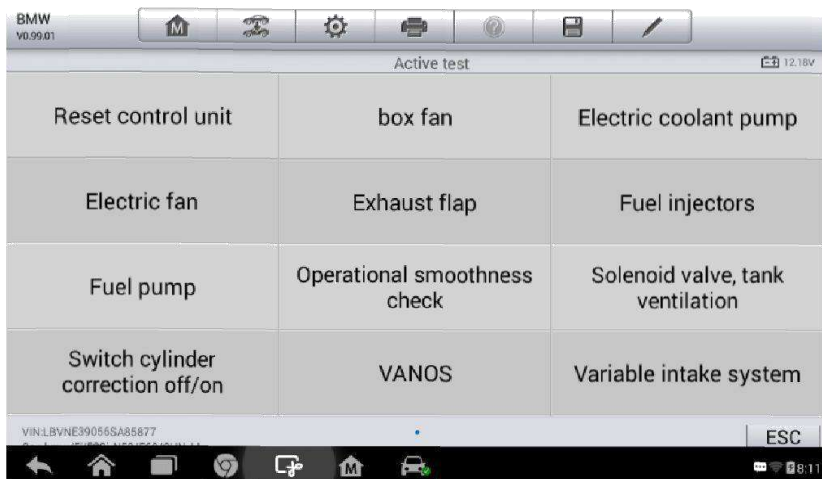 BMW
V0.99.01
Active test
12.18V
Reset control unit
box fan
Electric coolant pump
Electric fan
Exhaust flap
Fuel injectors
Fuel pump
Operational smoothness
check
Solenoid valve, tank
ventilation
Switch cylinder
correction off/on
VANOS
Variable intake system
VIN:LBVNE39056SA85877
ESC
8:11